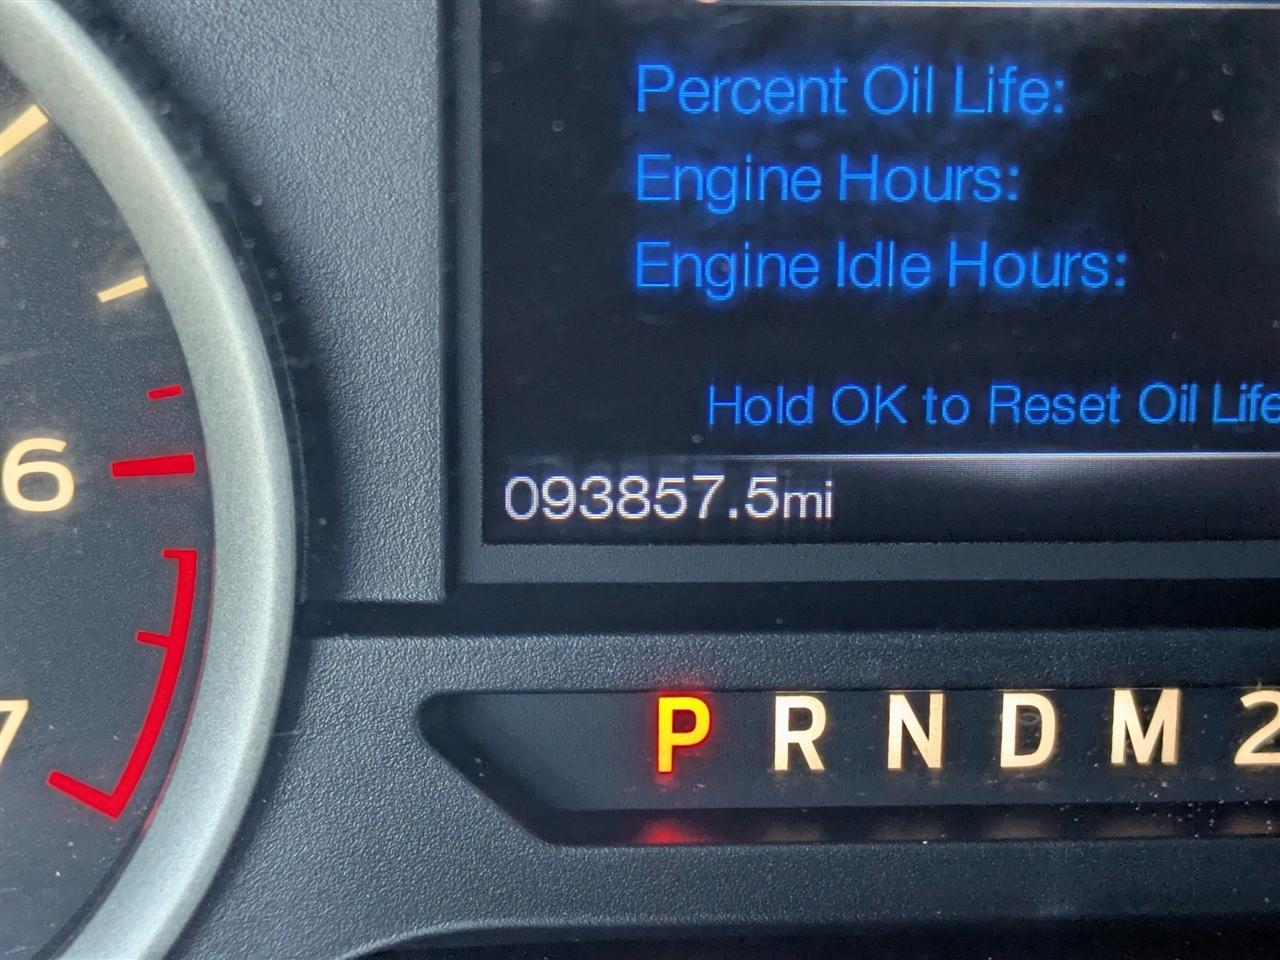 Percent Oil Life:
Engine Hours:
Engine Idle Hours:
Hold OK to Reset Oil Life
093857.5mi
6
7
P R N D M 2